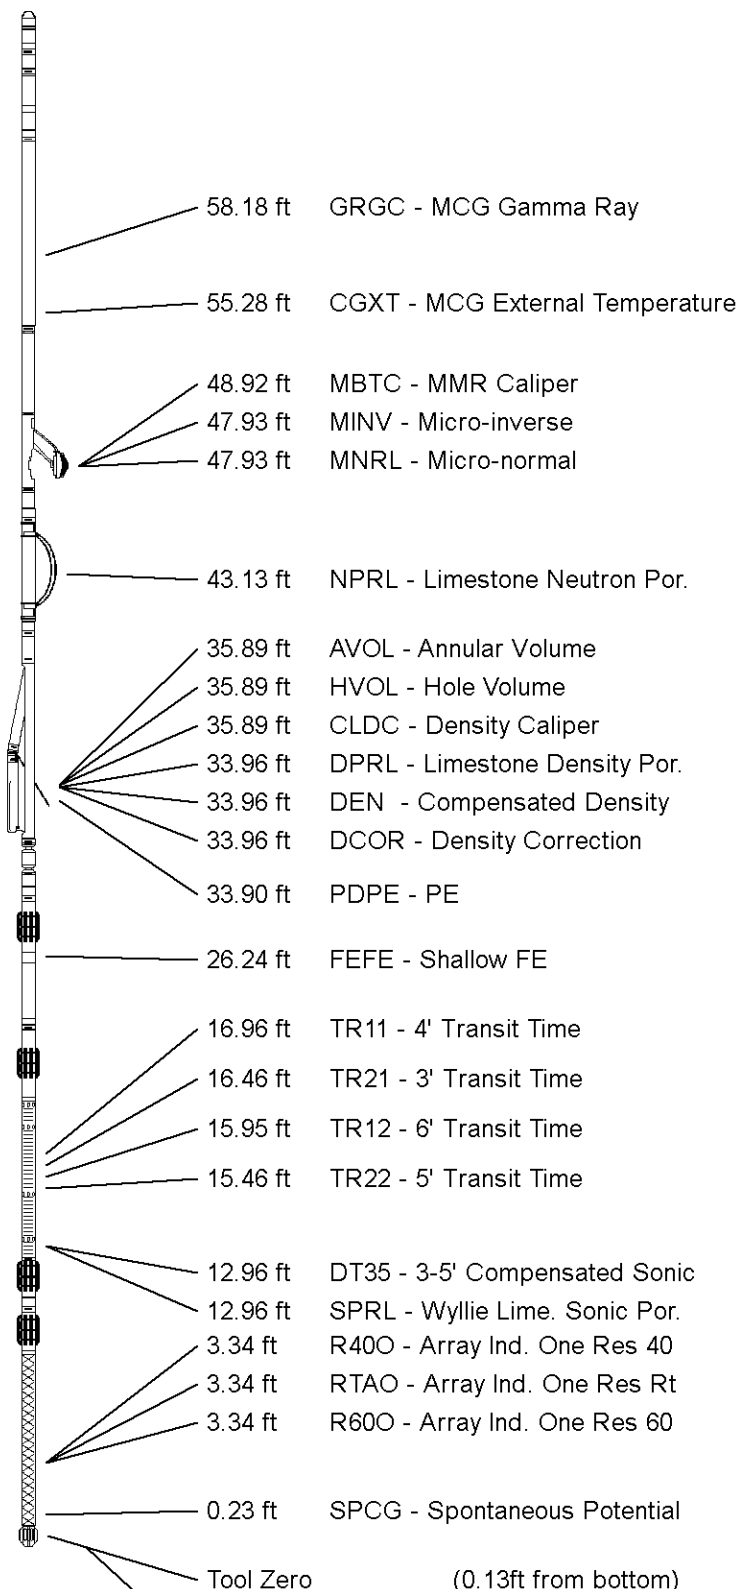 58.18 ft GRGC - MCG Gamma Ray
55.28 ft CGXT - MCG External Temperature
48.92 ft MBTC - MMR Caliper
47.93 ft MINV - Micro-inverse
47.93 ft MNRL - Micro-normal
43.13 ft NPRL - Limestone Neutron Por.
35.89 ft AVOL - Annular Volume
35.89 ft HVOL - Hole Volume
35.89 ft CLDC - Density Caliper
33.96 ft DPRL - Limestone Density Por.
33.96 ft DEN - Compensated Density
33.96 ft DCOR - Density Correction
33.90 ft PDPE - PE
26.24 ft FEFE - Shallow FE
16.96 ft TR11 - 4' Transit Time
16.46 ft TR21 - 3' Transit Time
15.95 ft TR12 - 6' Transit Time
15.46 ft TR22 - 5' Transit Time
12.96 ft DT35 - 3-5' Compensated Sonic
12.96 ft SPRL - Wyllie Lime. Sonic Por.
3.34 ft R40O - Array Ind. One Res 40
3.34 ft RTAO - Array Ind. One Res Rt
3.34 ft R60O - Array Ind. One Res 60
0.23 ft SPCG - Spontaneous Potential
Tool Zero (0.13ft from bottom)